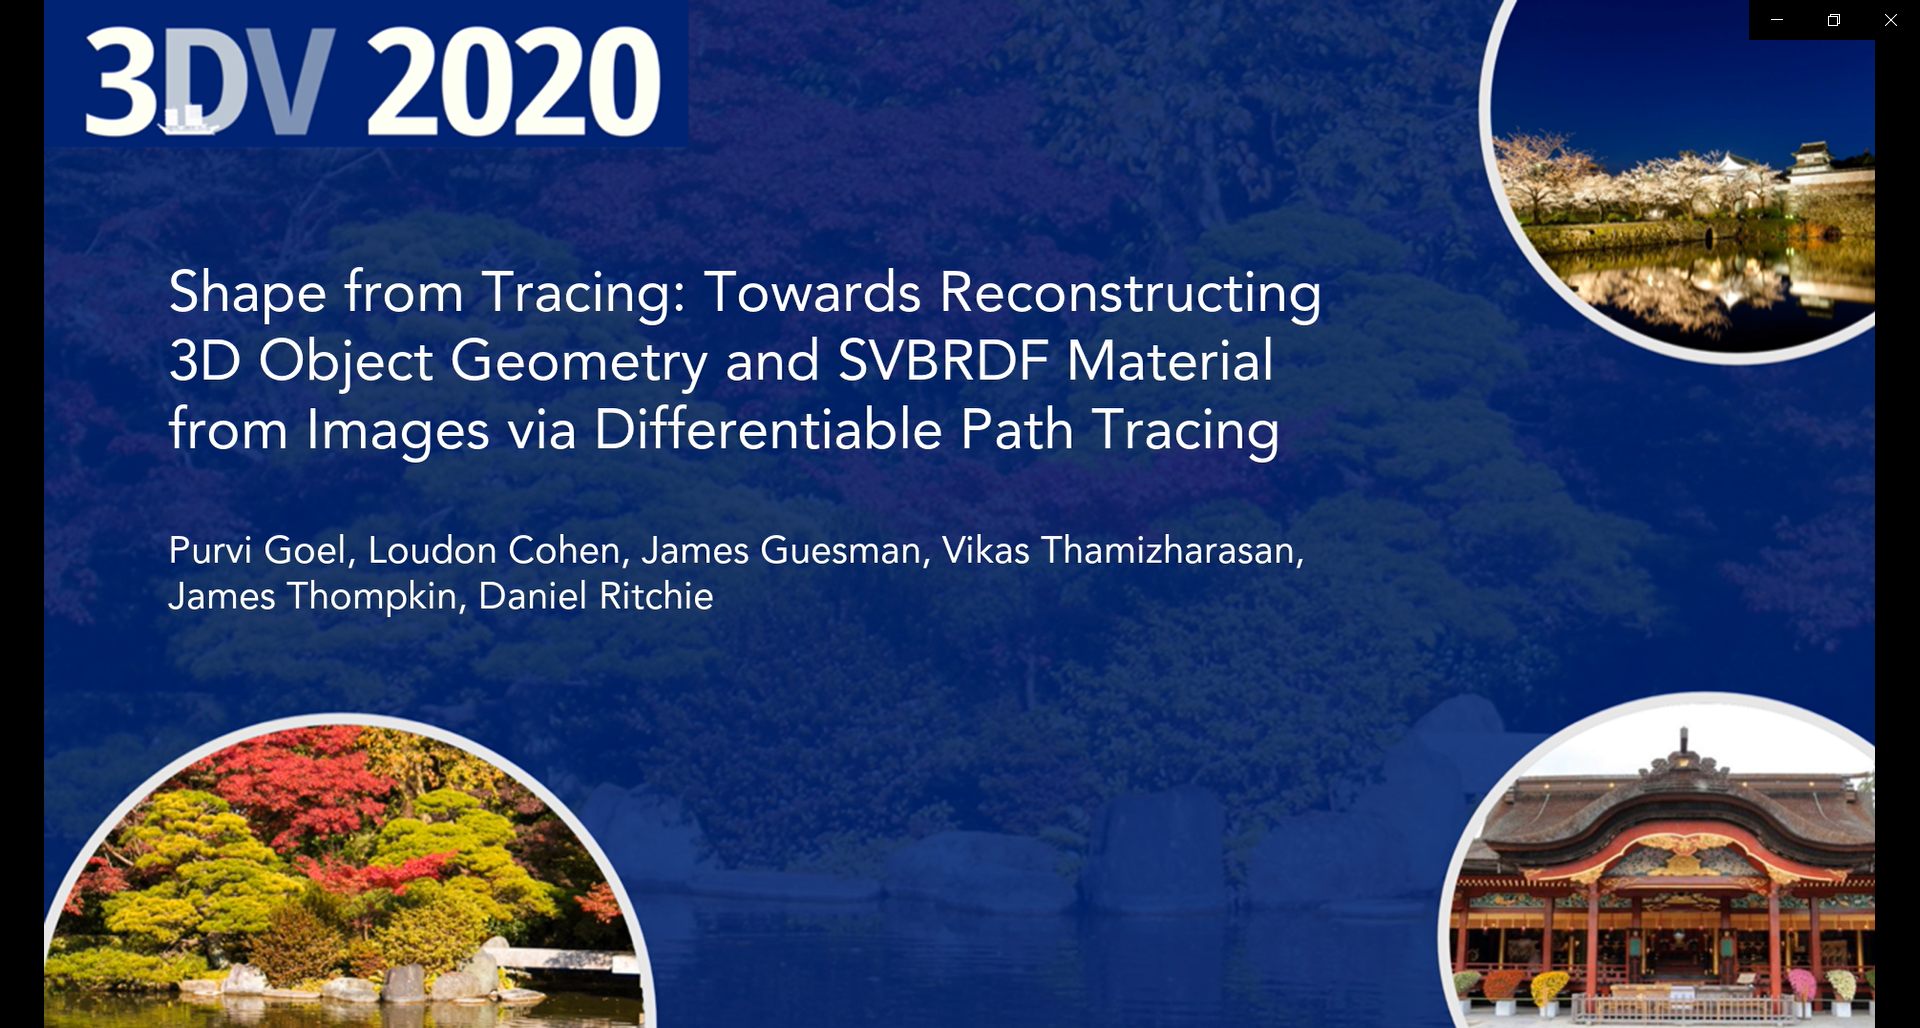 3DV 2020
Shape from Tracing: Towards Reconstructing
3D Object Geometry and SVBRDF Material
from Images via Differentiable Path Tracing
Purvi Goel, Loudon Cohen, James Guesman, Vikas Thamizharasan,
James Thompkin, Daniel Ritchie